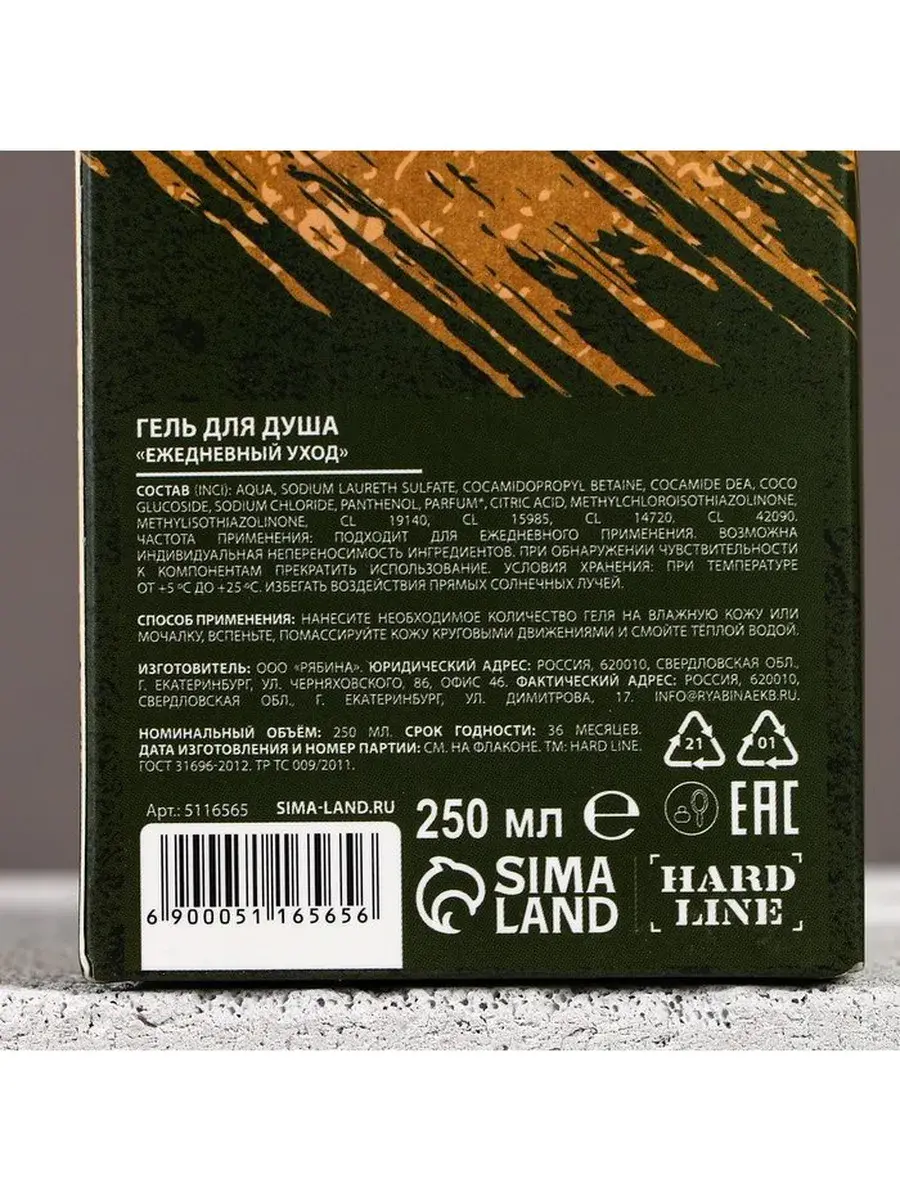 ГЕЛЬ ДЛЯ ДУША
«ЕЖЕДНЕВНЫЙ УХОД»
СОСТАВ (INCI): AQUA, SODIUM LAURETH SULFATE, COCAMIDOPROPYL BETAINE, COCAMIDE DEA, COCO
GLUCOSIDE, SODIUM CHLORIDE, PANTHENOL, PARFUM*, CITRIC ACID, METHYLCHLOROISOTHIAZOLINONE,
METHYLISOTHIAZOLINONE, CL 19140, CL 15985, CL 14720, CL 42090.
ЧАСТОТА ПРИМЕНЕНИЯ: ПОДХОДИТ ДЛЯ ЕЖЕДНЕВНОГО ПРИМЕНЕНИЯ. ВОЗМОЖНА
ИНДИВИДУАЛЬНАЯ НЕПЕРЕНОСИМОСТЬ ИНГРЕДИЕНТОВ. ПРИ ОБНАРУЖЕНИИ ЧУВСТВИТЕЛЬНОСТИ
К КОМПОНЕНТАМ ПРЕКРАТИТЬ ИСПОЛЬЗОВАНИЕ. УСЛОВИЯ ХРАНЕНИЯ: ПРИ ТЕМПЕРАТУРЕ
ОТ +5 ºС ДО +25 ºС. ИЗБЕГАТЬ ВОЗДЕЙСТВИЯ ПРЯМЫХ СОЛНЕЧНЫХ ЛУЧЕЙ.
СПОСОБ ПРИМЕНЕНИЯ: НАНЕСИТЕ НЕОБХОДИМОЕ КОЛИЧЕСТВО ГЕЛЯ НА ВЛАЖНУЮ КОЖУ ИЛИ
МОЧАЛКУ, ВСПЕНЬТЕ, ПОМАССИРУЙТЕ КОЖУ КРУГОВЫМИ ДВИЖЕНИЯМИ И СМОЙТЕ ТЁПЛОЙ ВОДОЙ.
ИЗГОТОВИТЕЛЬ: ООО «РЯБИНА». ЮРИДИЧЕСКИЙ АДРЕС: РОССИЯ, 620010, СВЕРДЛОВСКАЯ ОБЛ.,
Г. ЕКАТЕРИНБУРГ, УЛ. ЧЕРНЯХОВСКОГО, 86, ОФИС 46. ФАКТИЧЕСКИЙ АДРЕС: РОССИЯ, 620010,
СВЕРДЛОВСКАЯ ОБЛ., Г. ЕКАТЕРИНБУРГ, УЛ. ДИМИТРОВА, 17. INFO@RYABINAEKB.RU.
НОМИНАЛЬНЫЙ ОБЪЁМ: 250 МЛ. СРОК ГОДНОСТИ: 36 МЕСЯЦЕВ.
ДАТА ИЗГОТОВЛЕНИЯ И НОМЕР ПАРТИИ: СМ. НА ФЛАКОНЕ. ТМ: HARD LINE.
ГОСТ 31696-2012. ТР ТС 009/2011.
21 01
Арт.: 5116565 SIMA-LAND.RU
250 мл е EAC
6 900051 165656
SIMA
LAND
HARD
LINE